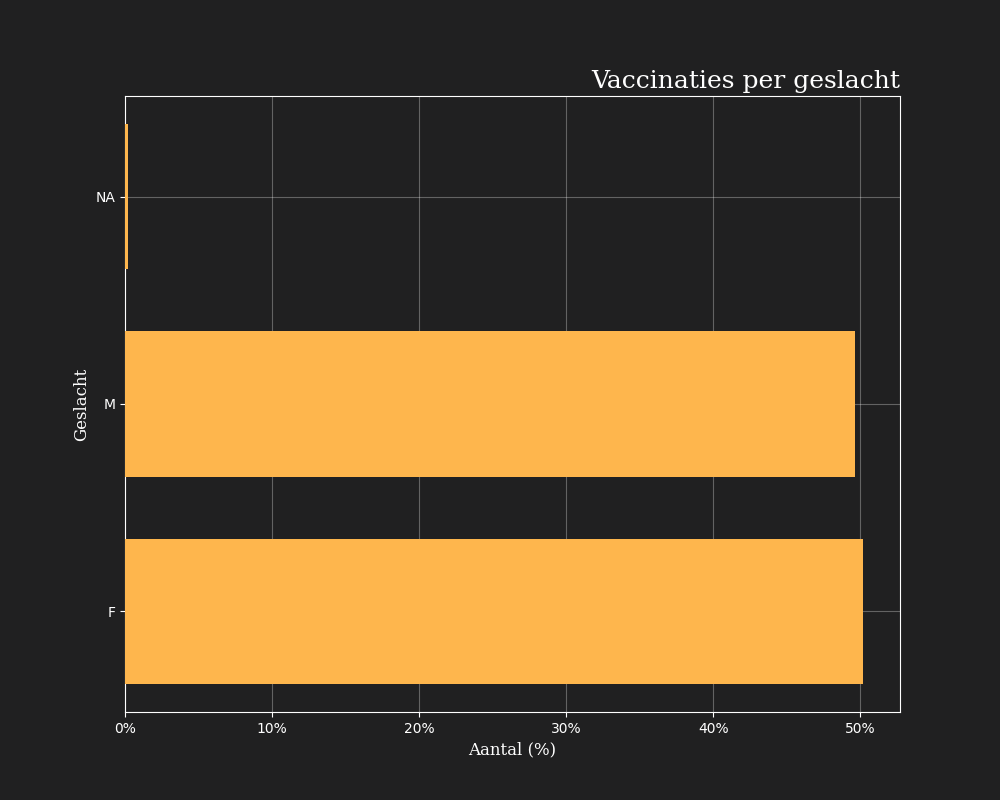 Vaccinaties per geslacht
NA
M
F
Geslacht
0% 10% 20% 30% 40% 50%
Aantal (%)